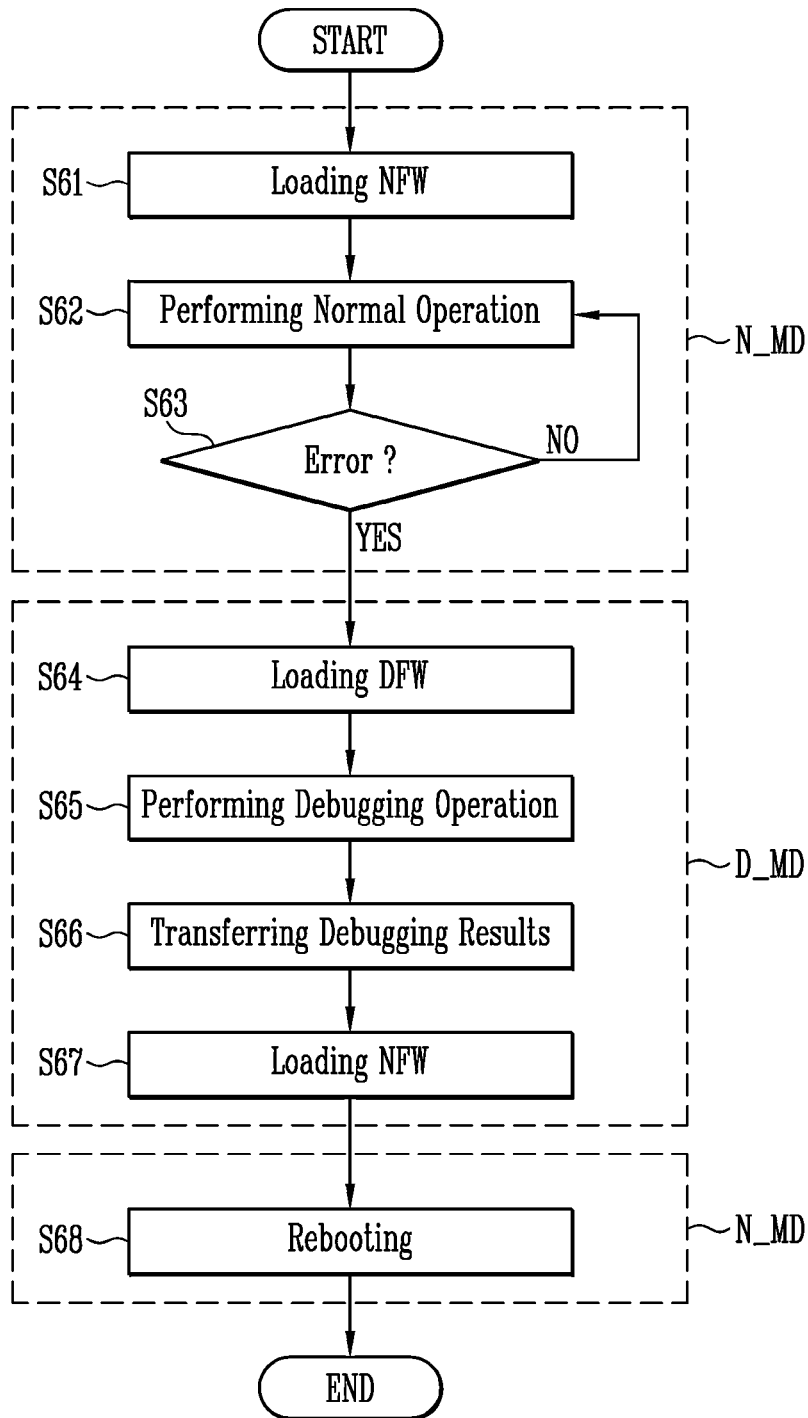 START
S61
Loading NFW
S62
Performing Normal Operation
N_MD
S63
Error ?
NO
YES
S64
Loading DFW
S65
Performing Debugging Operation
D_MD
S66
Transferring Debugging Results
S67
Loading NFW
S68
Rebooting
N_MD
END